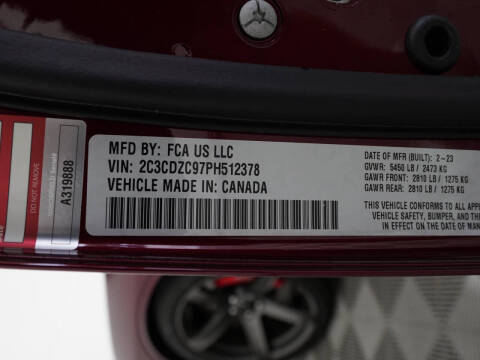 MFD BY: FCA US LLC
VIN: 2C3CDZC97PH512378
VEHICLE MADE IN: CANADA
DATE OF MFR (BUILT): 2-23
GVWR: 5450 LB / 2473 KG
GAWR FRONT: 2810 LB / 1275 KG
GAWR REAR: 2810 LB / 1275 KG
THIS VEHICLE CONFORMS TO ALL APPLI
VEHICLE SAFETY, BUMPER, AND THE
IN EFFECT ON THE DATE OF MAN
DO NOT REMOVE
A319888